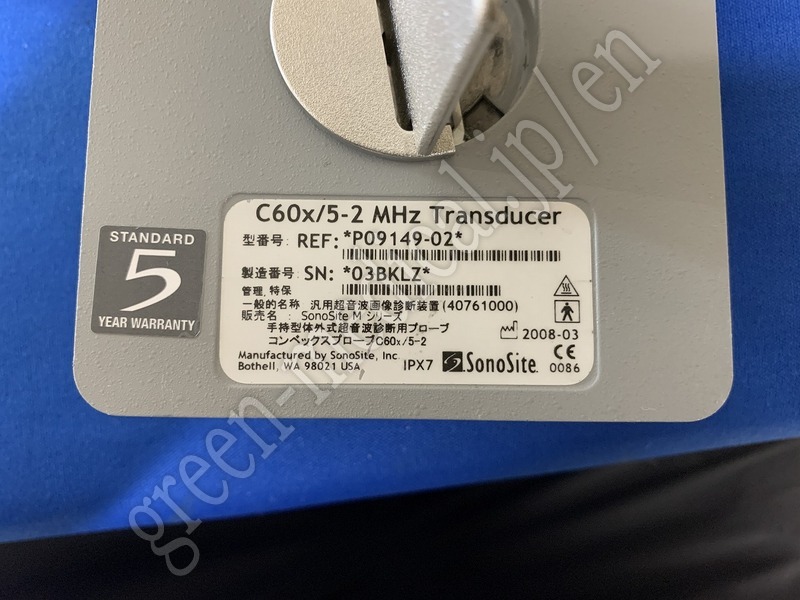 C60x/5-2 MHz Transducer
型番号: REF: *P09149-02*
製造番号: SN: *03BKLZ*
管理, 特保
一般的名称 汎用超音波画像診断装置(40761000)
販売名 : SonoSite M シリーズ
手持型体外式超音波診断用プローブ
コンベックスプローブC60x/5-2
2008-03
Manufactured by SonoSite, Inc.
Bothell, WA 98021 USA
IPX7
SonoSite
CE
0086
STANDARD
5
YEAR WARRANTY